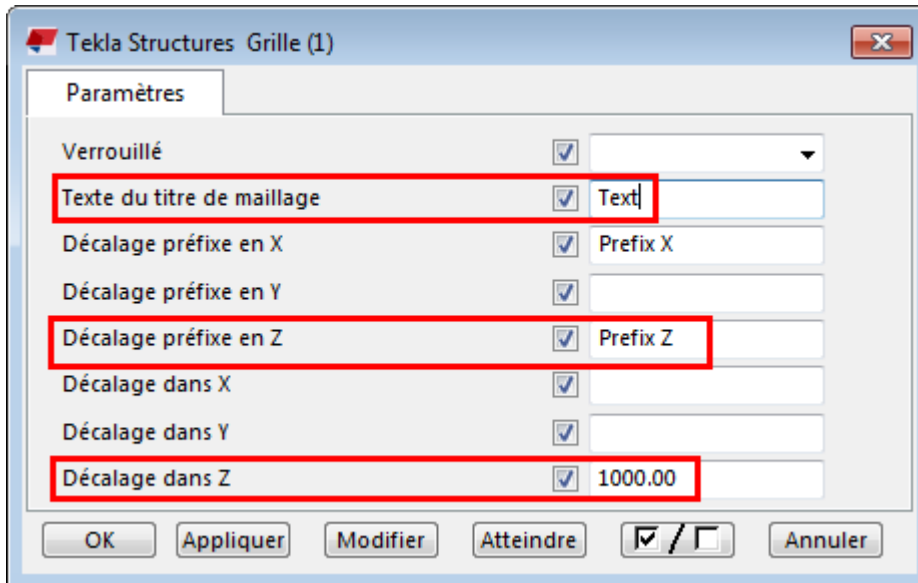 Tekla Structures Grille (1)
Paramètres
Verrouillé
Texte du titre de maillage Text
Décalage préfixe en X Prefix X
Décalage préfixe en Y
Décalage préfixe en Z Prefix Z
Décalage dans X
Décalage dans Y
Décalage dans Z 1000.00
OK Appliquer Modifier Atteindre / Annuler